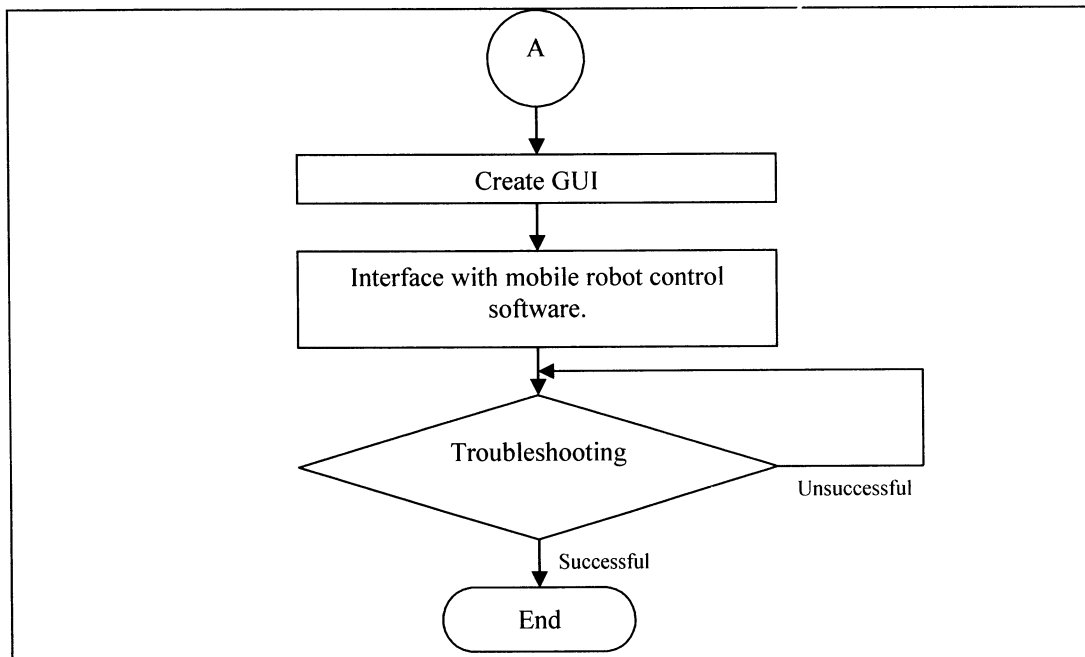 A
Create GUI
Interface with mobile robot control
software.
Troubleshooting
Unsuccessful
Successful
End